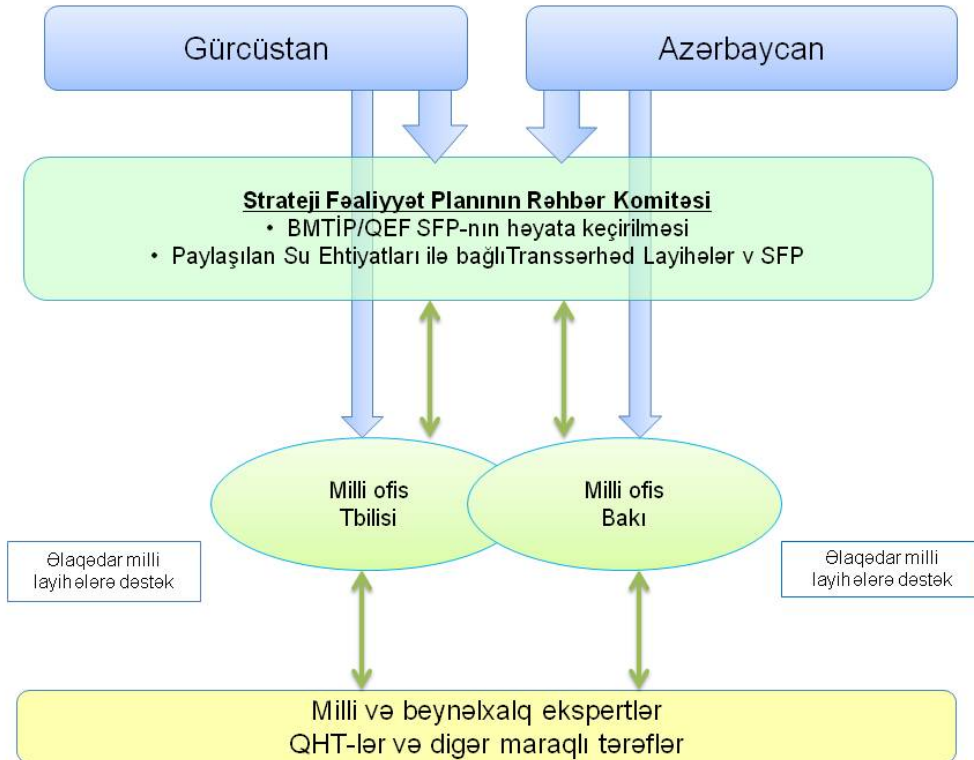 Gürcüstan
Azərbaycan
Strateji Fəaliyyət Planının Rəhbər Komitəsi
• BMTİP/QEF SFP-nın həyata keçirilməsi
• Paylaşılan Su Ehtiyatları ilə bağlıTranssərhəd Layihələr v SFP
Milli ofis
Tbilisi
Milli ofis
Bakı
Əlaqədar milli
layihələrə dəstək
Əlaqədar milli
layihələrə dəstək
Milli və beynəlxalq ekspertlər
QHT-lər və digər maraqlı tərəflər